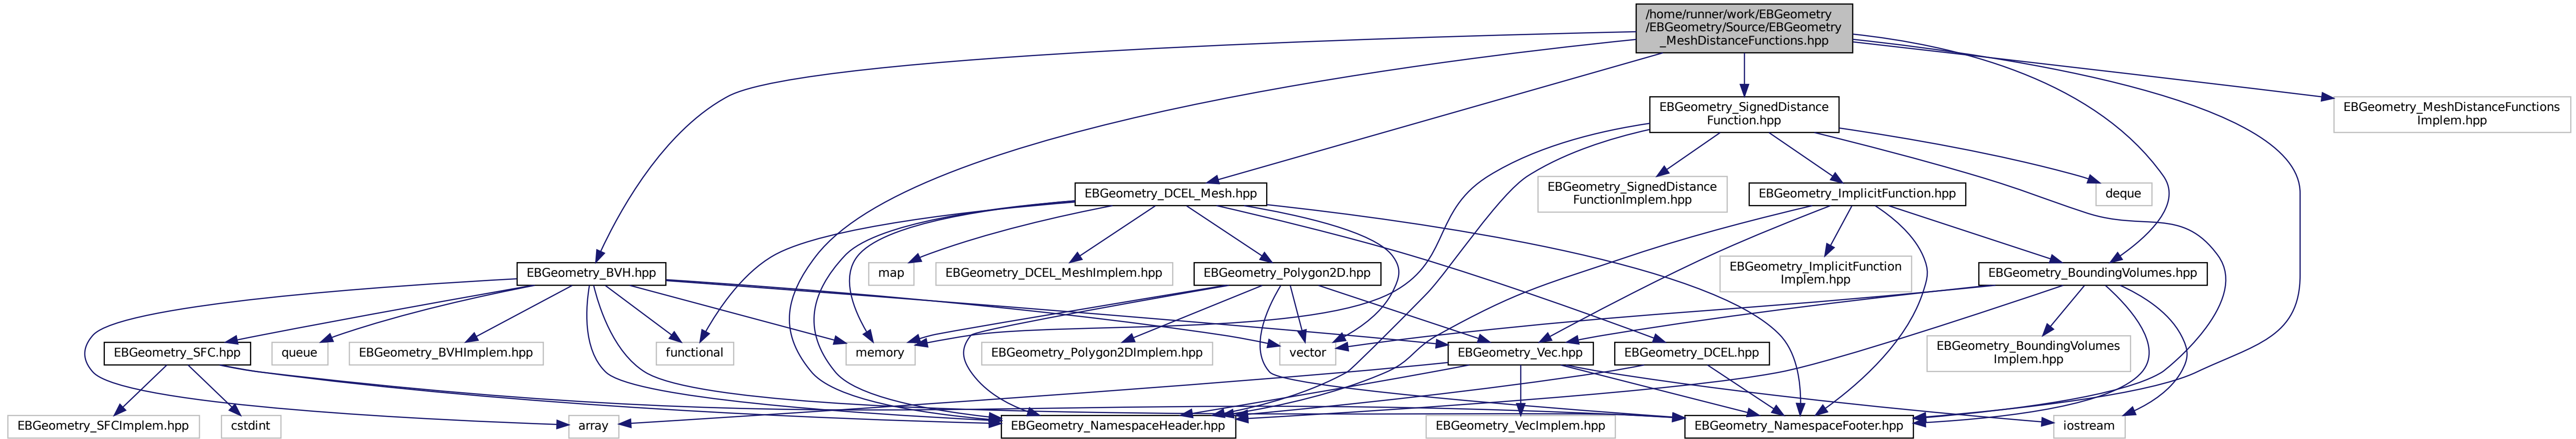 /home/runner/work/EBGeometry
/EBGeometry/Source/EBGeometry
_MeshDistanceFunctions.hpp
EBGeometry_SignedDistance
Function.hpp
EBGeometry_MeshDistanceFunctions
Implem.hpp
EBGeometry_DCEL_Mesh.hpp
EBGeometry_SignedDistance
FunctionImplem.hpp
EBGeometry_ImplicitFunction.hpp
deque
EBGeometry_BVH.hpp
map
EBGeometry_DCEL_MeshImplem.hpp
EBGeometry_Polygon2D.hpp
EBGeometry_ImplicitFunction
Implem.hpp
EBGeometry_BoundingVolumes.hpp
EBGeometry_SFC.hpp
queue
EBGeometry_BVHImplem.hpp
functional
memory
EBGeometry_Polygon2DImplem.hpp
vector
EBGeometry_Vec.hpp
EBGeometry_DCEL.hpp
EBGeometry_BoundingVolumes
Implem.hpp
EBGeometry_SFCImplem.hpp
cstdint
array
EBGeometry_NamespaceHeader.hpp
EBGeometry_VecImplem.hpp
EBGeometry_NamespaceFooter.hpp
iostream